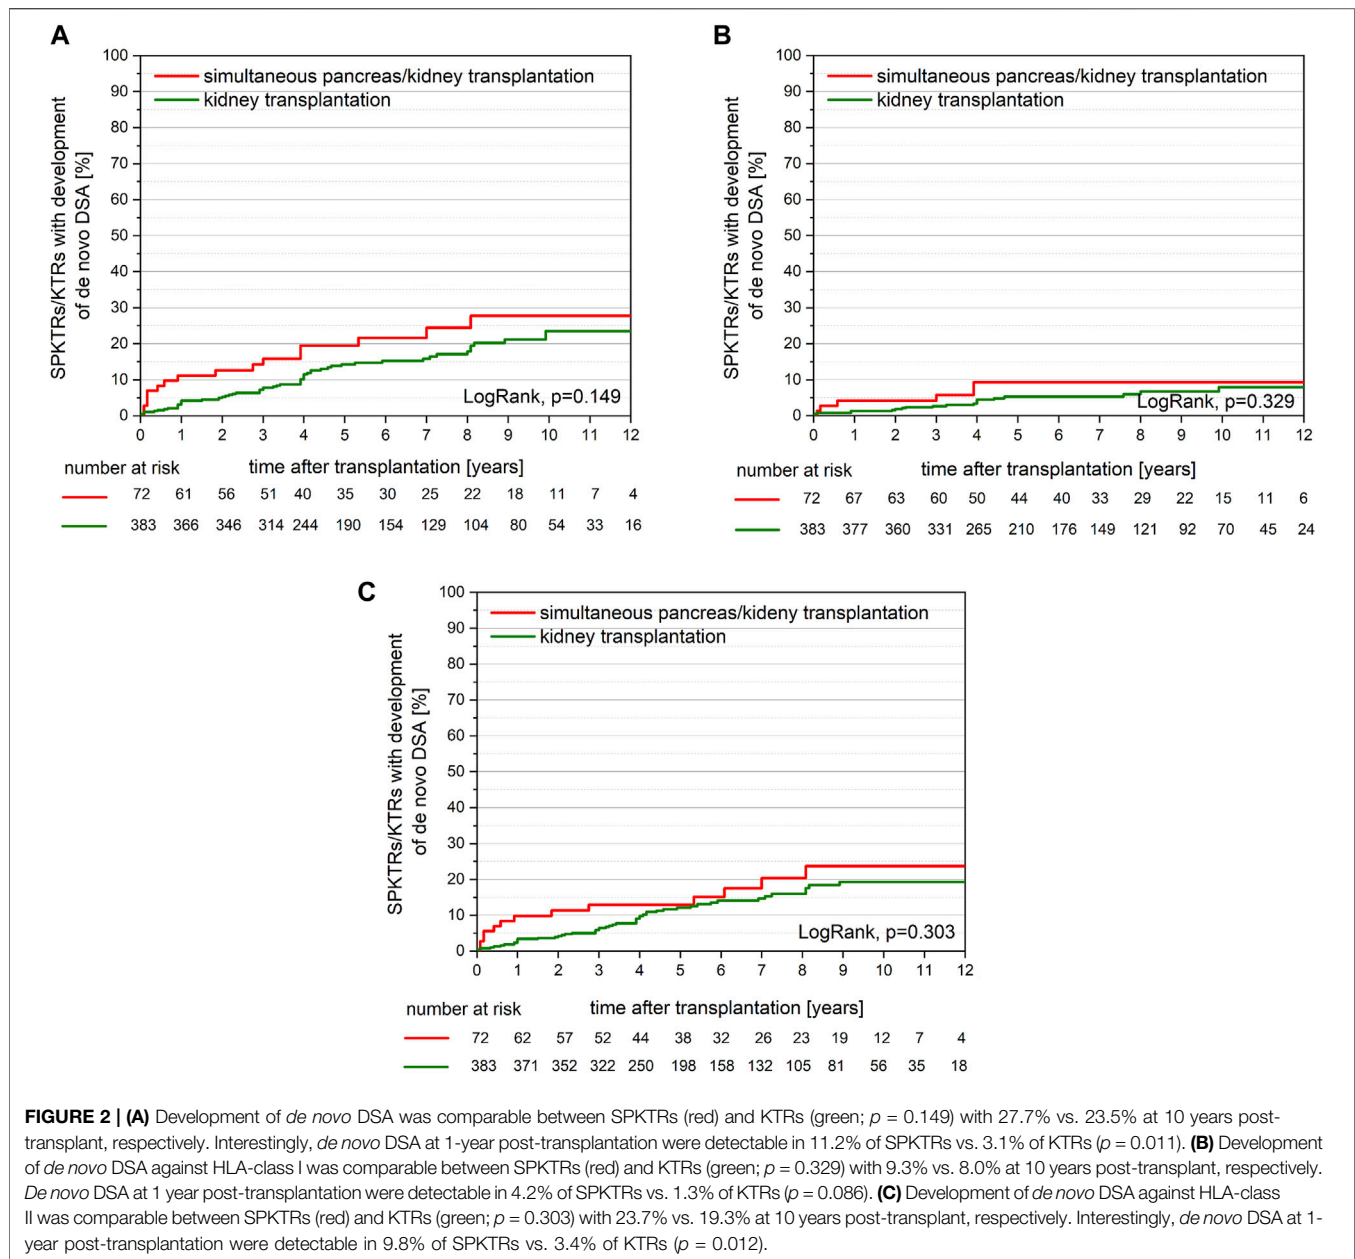 A
SPKTRs/KTRs with development
of de novo DSA [%]
100
90
80
70
60
50
40
30
20
10
0
simultaneous pancreas/kidney transplantation
kidney transplantation
LogRank, p=0.149
0 1 2 3 4 5 6 7 8 9 10 11 12
number at risk time after transplantation [years]
72 61 56 51 40 35 30 25 22 18 11 7 4
383 366 346 314 244 190 154 129 104 80 54 33 16
B
SPKTRs/KTRs with development
of de novo DSA [%]
100
90
80
70
60
50
40
30
20
10
0
simultaneous pancreas/kidney transplantation
kidney transplantation
LogRank, p=0.329
0 1 2 3 4 5 6 7 8 9 10 11 12
number at risk time after transplantation [years]
72 67 63 60 50 44 40 33 29 22 15 11 6
383 377 360 331 265 210 176 149 121 92 70 45 24
C
SPKTRs/KTRs with development
of de novo DSA [%]
100
90
80
70
60
50
40
30
20
10
0
simultaneous pancreas/kideny transplantation
kidney transplantation
LogRank, p=0.303
0 1 2 3 4 5 6 7 8 9 10 11 12
number at risk time after transplantation [years]
72 62 57 52 44 38 32 26 23 19 12 7 4
383 371 352 322 250 198 158 132 105 81 56 35 18
FIGURE 2 | (A) Development of de novo DSA was comparable between SPKTRs (red) and KTRs (green; p = 0.149) with 27.7% vs. 23.5% at 10 years post-
transplant, respectively. Interestingly, de novo DSA at 1-year post-transplantation were detectable in 11.2% of SPKTRs vs. 3.1% of KTRs (p = 0.011). (B) Development
of de novo DSA against HLA-class I was comparable between SPKTRs (red) and KTRs (green; p = 0.329) with 9.3% vs. 8.0% at 10 years post-transplant, respectively.
De novo DSA at 1 year post-transplantation were detectable in 4.2% of SPKTRs vs. 1.3% of KTRs (p = 0.086). (C) Development of de novo DSA against HLA-class
II was comparable between SPKTRs (red) and KTRs (green; p = 0.303) with 23.7% vs. 19.3% at 10 years post-transplant, respectively. Interestingly, de novo DSA at 1-
year post-transplantation were detectable in 9.8% of SPKTRs vs. 3.4% of KTRs (p = 0.012).